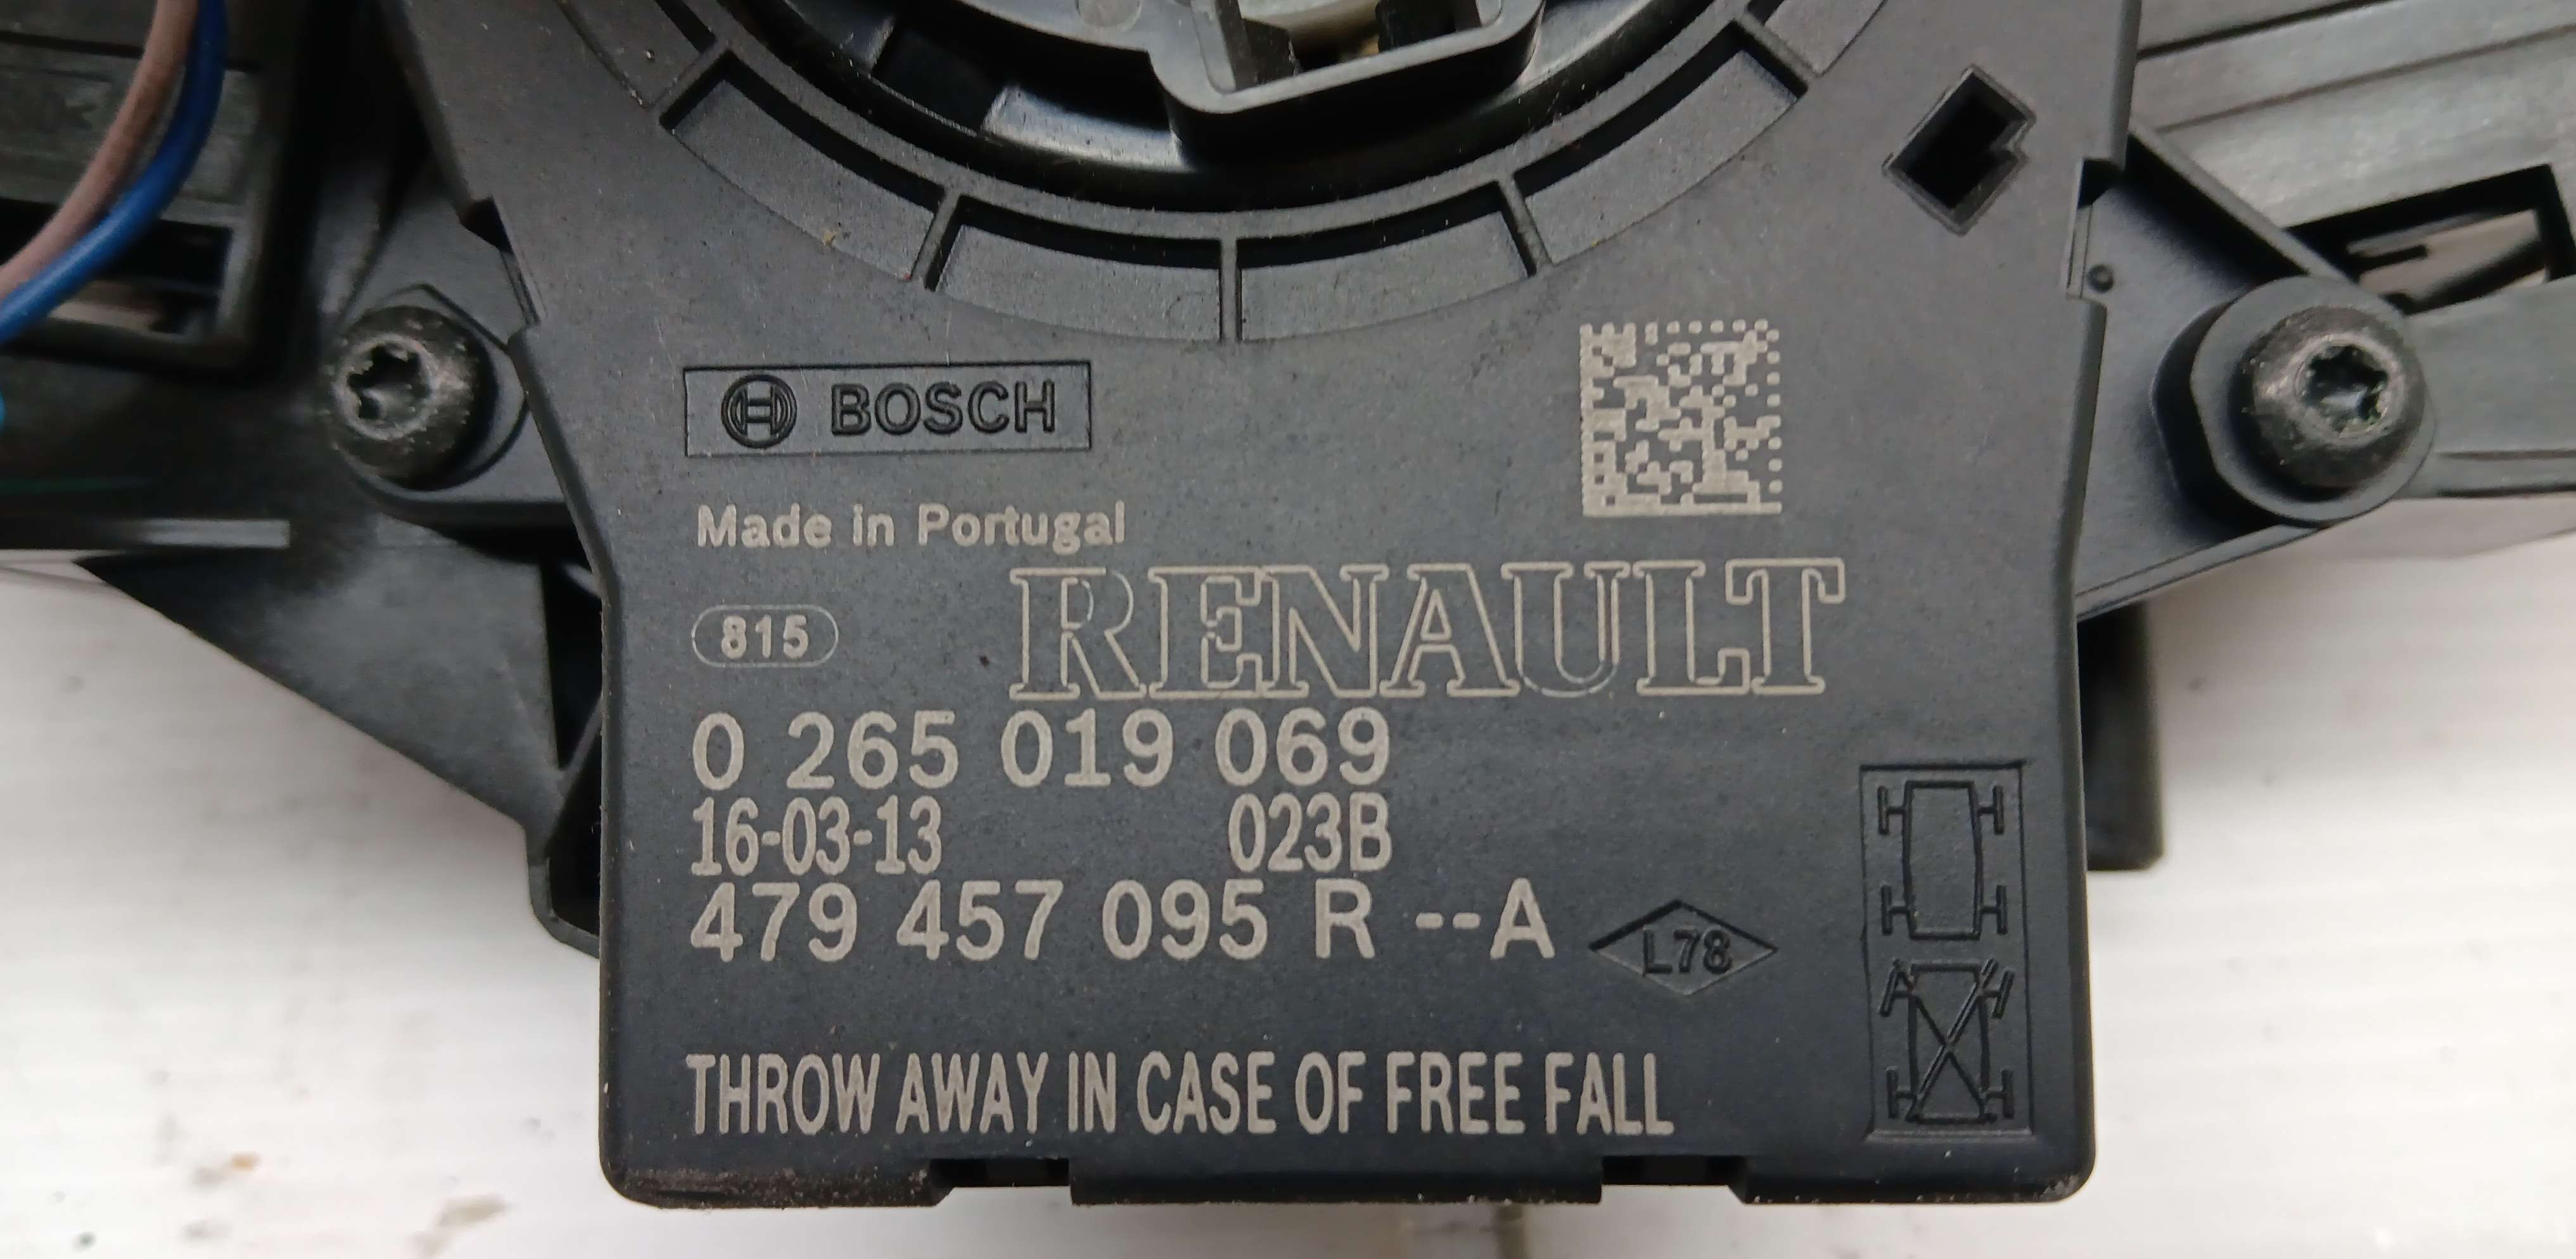 BOSCH
Made in Portugal
RENAULT
815
0 265 019 069
16-03-13 023B
479 457 095 R --A
L78
THROW AWAY IN CASE OF FREE FALL